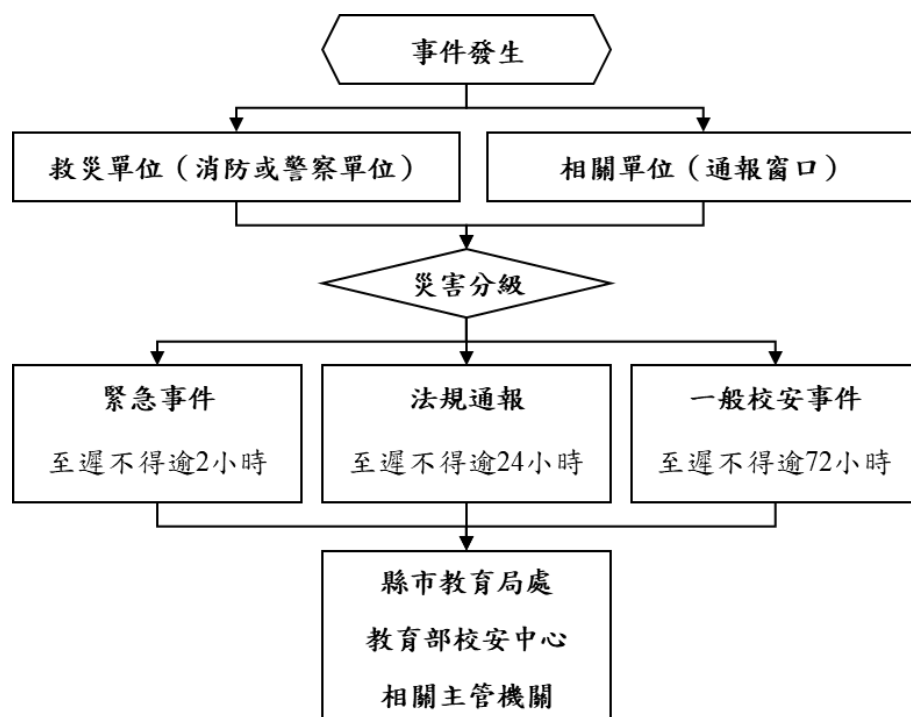 事件發生
救災單位（消防或警察單位）
相關單位（通報窗口）
災害分級
緊急事件
至遲不得逾2小時
法規通報
至遲不得逾24小時
一般校安事件
至遲不得逾72小時
縣市教育局處
教育部校安中心
相關主管機關